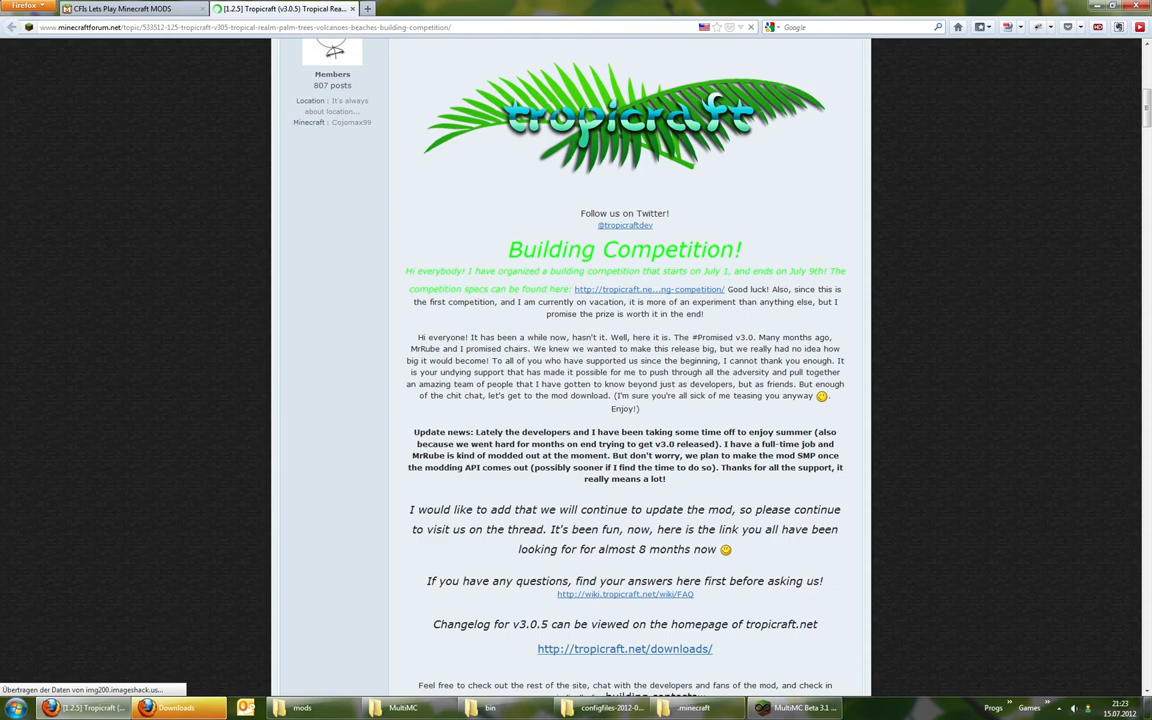 Firefox
CFIs Lets Play Minecraft MODS
[1.2.5] Tropicraft (v3.0.5) Tropical Rea...
www.minecraftforum.net/topic/533512-125-tropicraft-v305-tropical-realm-palm-trees-volcanoes-beaches-building-competition/
Google
Members
807 posts
Location : It's always
about location...
Minecraft : Cojomax99
tropicraft
Follow us on Twitter!
@tropicraftdev
Building Competition!
Hi everybody! I have organized a building competition that starts on July 1, and ends on July 9th! The
competition specs can be found here: http://tropicraft.ne...ng-competition/ Good luck! Also, since this is
the first competition, and I am currently on vacation, it is more of an experiment than anything else, but I
promise the prize is worth it in the end!
Hi everyone! It has been a while now, hasn't it. Well, here it is. The #Promised v3.0. Many months ago,
MrRube and I promised chairs. We knew we wanted to make this release big, but we really had no idea how
big it would become! To all of you who have supported us since the beginning, I cannot thank you enough. It
is your undying support that has made it possible for me to push through all the adversity and pull together
an amazing team of people that I have gotten to know beyond just as developers, but as friends. But enough
of the chit chat, let's get to the mod download. (I'm sure you're all sick of me teasing you anyway .
Enjoy!)
Update news: Lately the developers and I have been taking some time off to enjoy summer (also
because we went hard for months on end trying to get v3.0 released). I have a full-time job and
MrRube is kind of modded out at the moment. But don't worry, we plan to make the mod SMP once
the modding API comes out (possibly sooner if I find the time to do so). Thanks for all the support, it
really means a lot!
I would like to add that we will continue to update the mod, so please continue
to visit us on the thread. It's been fun, now, here is the link you all have been
looking for for almost 8 months now
If you have any questions, find your answers here first before asking us!
http://wiki.tropicraft.net/wiki/FAQ
Changelog for v3.0.5 can be viewed on the homepage of tropicraft.net
http://tropicraft.net/downloads/
Feel free to check out the rest of the site, chat with the developers and fans of the mod, and check in
building contests
Übertragen der Daten von img200.imageshack.us...
[1.2.5] Tropicraft (...
Downloads
mods
MultiMC
bin
configfiles-2012-0...
.minecraft
MultiMC Beta 3.1 ...
Progs »
Games »
21:23
15.07.2012